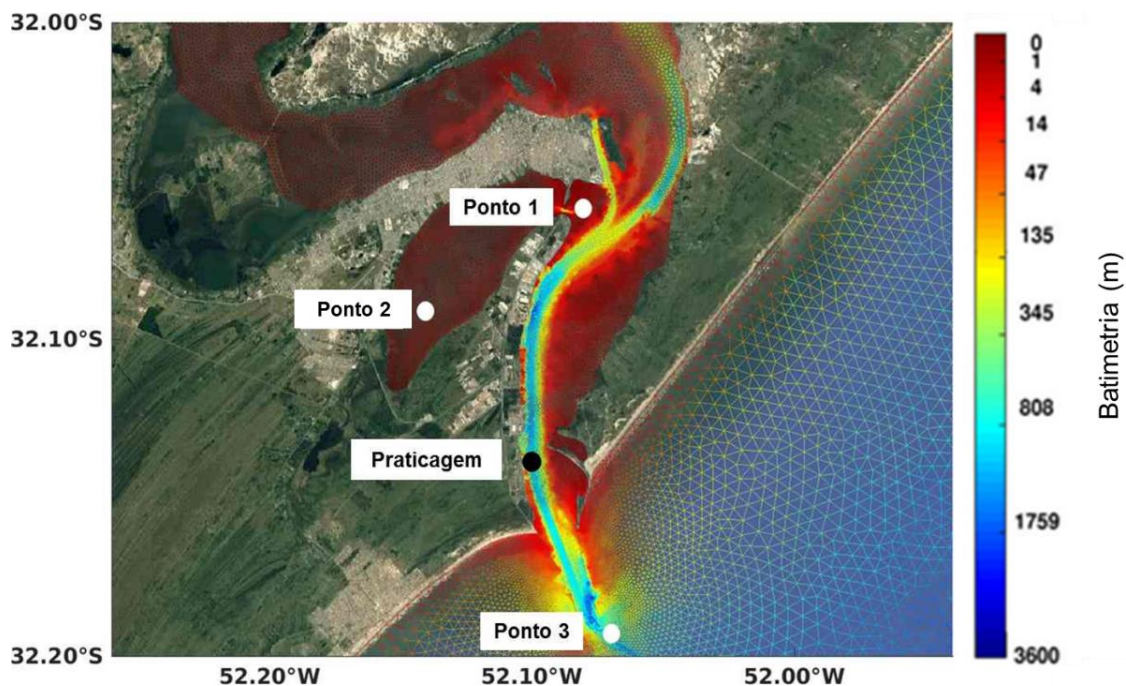 32.00°S
32.10°S
32.20°S
52.20°W
52.10°W
52.00°W
Ponto 1
Ponto 2
Praticagem
Ponto 3
0
1
4
14
47
135
345
808
1759
3600
Batimetria (m)